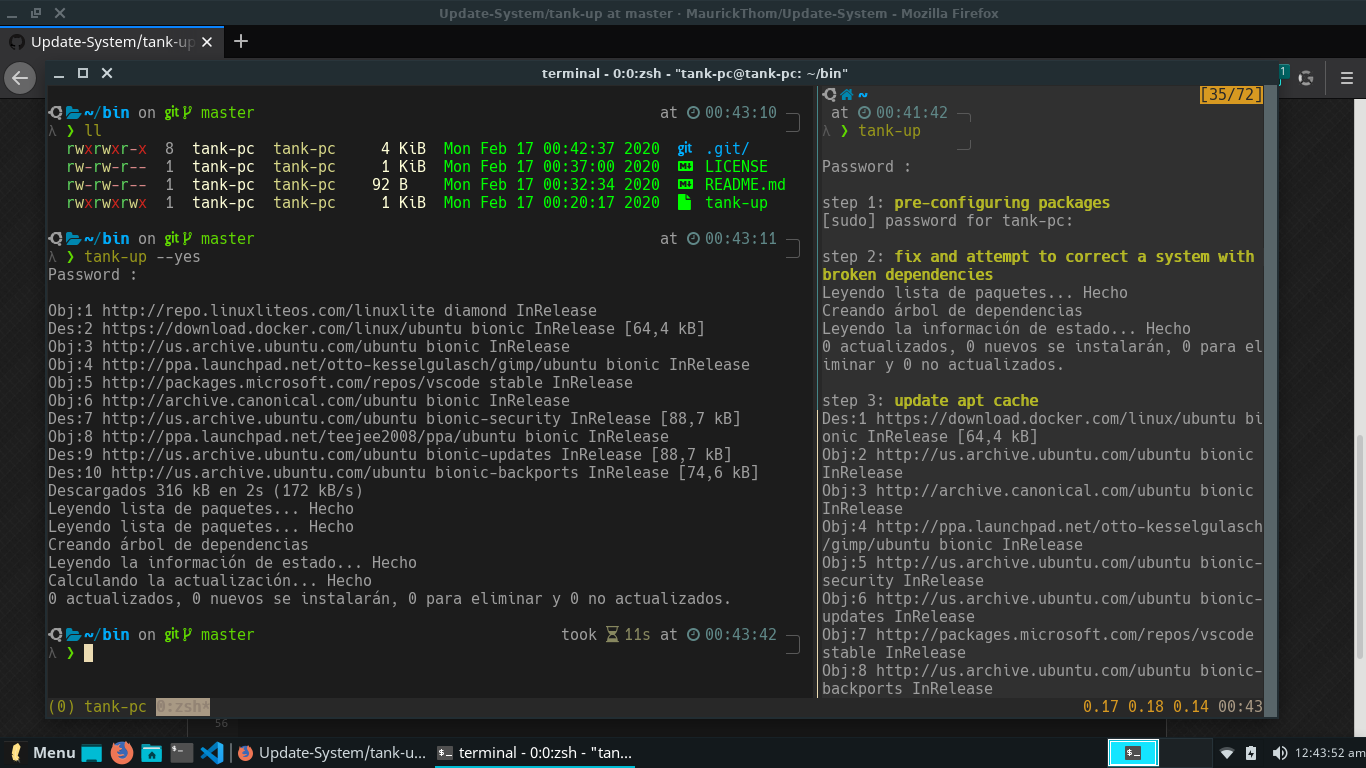 Update-System/tank-up at master · MaurickThom/Update-System - Mozilla Firefox
Update-System/tank-up
terminal - 0:0:zsh - "tank-pc@tank-pc: ~/bin"
1
~/bin on git master at 00:43:10
λ ❯ ll
rwxrwxr-x 8 tank-pc tank-pc 4 KiB Mon Feb 17 00:42:37 2020 git .git/
rw-rw-r-- 1 tank-pc tank-pc 1 KiB Mon Feb 17 00:37:00 2020 LICENSE
rw-rw-r-- 1 tank-pc tank-pc 92 B Mon Feb 17 00:32:34 2020 README.md
rwxrwxrwx 1 tank-pc tank-pc 1 KiB Mon Feb 17 00:20:17 2020 tank-up
~/bin on git master at 00:43:11
λ ❯ tank-up --yes
Password :
Obj:1 http://repo.linuxliteos.com/linuxlite diamond InRelease
Des:2 https://download.docker.com/linux/ubuntu bionic InRelease [64,4 kB]
Obj:3 http://us.archive.ubuntu.com/ubuntu bionic InRelease
Obj:4 http://ppa.launchpad.net/otto-kesselgulasch/gimp/ubuntu bionic InRelease
Obj:5 http://packages.microsoft.com/repos/vscode stable InRelease
Obj:6 http://archive.canonical.com/ubuntu bionic InRelease
Des:7 http://us.archive.ubuntu.com/ubuntu bionic-security InRelease [88,7 kB]
Obj:8 http://ppa.launchpad.net/teejee2008/ppa/ubuntu bionic InRelease
Des:9 http://us.archive.ubuntu.com/ubuntu bionic-updates InRelease [88,7 kB]
Des:10 http://us.archive.ubuntu.com/ubuntu bionic-backports InRelease [74,6 kB]
Descargados 316 kB en 2s (172 kB/s)
Leyendo lista de paquetes... Hecho
Leyendo lista de paquetes... Hecho
Creando árbol de dependencias
Leyendo la información de estado... Hecho
Calculando la actualización... Hecho
0 actualizados, 0 nuevos se instalarán, 0 para eliminar y 0 no actualizados.
~/bin on git master took 11s at 00:43:42
λ ❯
~ [35/72]
at 00:41:42
λ ❯ tank-up
Password :
step 1: pre-configuring packages
[sudo] password for tank-pc:
step 2: fix and attempt to correct a system with
broken dependencies
Leyendo lista de paquetes... Hecho
Creando árbol de dependencias
Leyendo la información de estado... Hecho
0 actualizados, 0 nuevos se instalarán, 0 para el
iminar y 0 no actualizados.
step 3: update apt cache
Des:1 https://download.docker.com/linux/ubuntu bi
onic InRelease [64,4 kB]
Obj:2 http://us.archive.ubuntu.com/ubuntu bionic
InRelease
Obj:3 http://archive.canonical.com/ubuntu bionic
InRelease
Obj:4 http://ppa.launchpad.net/otto-kesselgulasch
/gimp/ubuntu bionic InRelease
Obj:5 http://us.archive.ubuntu.com/ubuntu bionic-
security InRelease
Obj:6 http://us.archive.ubuntu.com/ubuntu bionic-
updates InRelease
Obj:7 http://packages.microsoft.com/repos/vscode
stable InRelease
Obj:8 http://us.archive.ubuntu.com/ubuntu bionic-
backports InRelease
(0) tank-pc 0:zsh* 0.17 0.18 0.14 00:43
56
Menu Update-System/tank-u... terminal - 0:0:zsh - "tan... 12:43:52 am